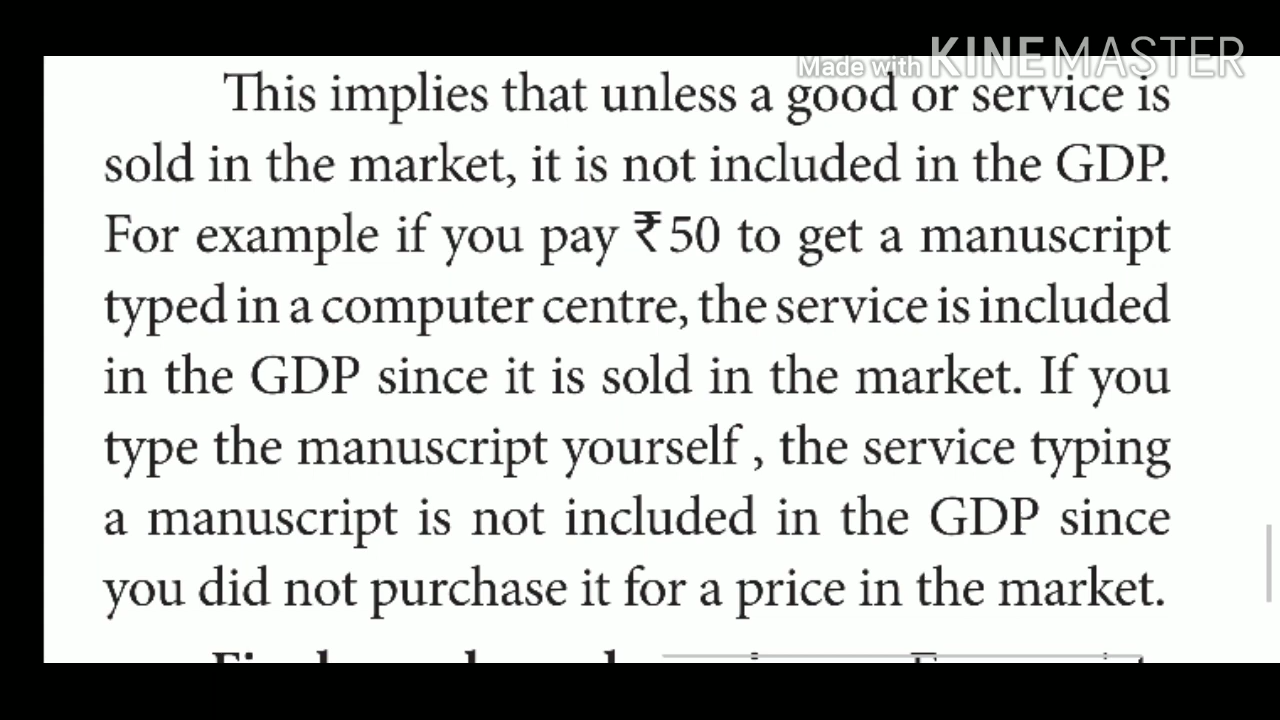 Made with KINEMASTER
This implies that unless a good or service is
sold in the market, it is not included in the GDP.
For example if you pay ₹50 to get a manuscript
typed in a computer centre, the service is included
in the GDP since it is sold in the market. If you
type the manuscript yourself , the service typing
a manuscript is not included in the GDP since
you did not purchase it for a price in the market.